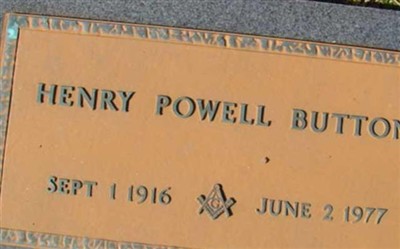 HENRY POWELL BUTTON
SEPT 1 1916 G JUNE 2 1977